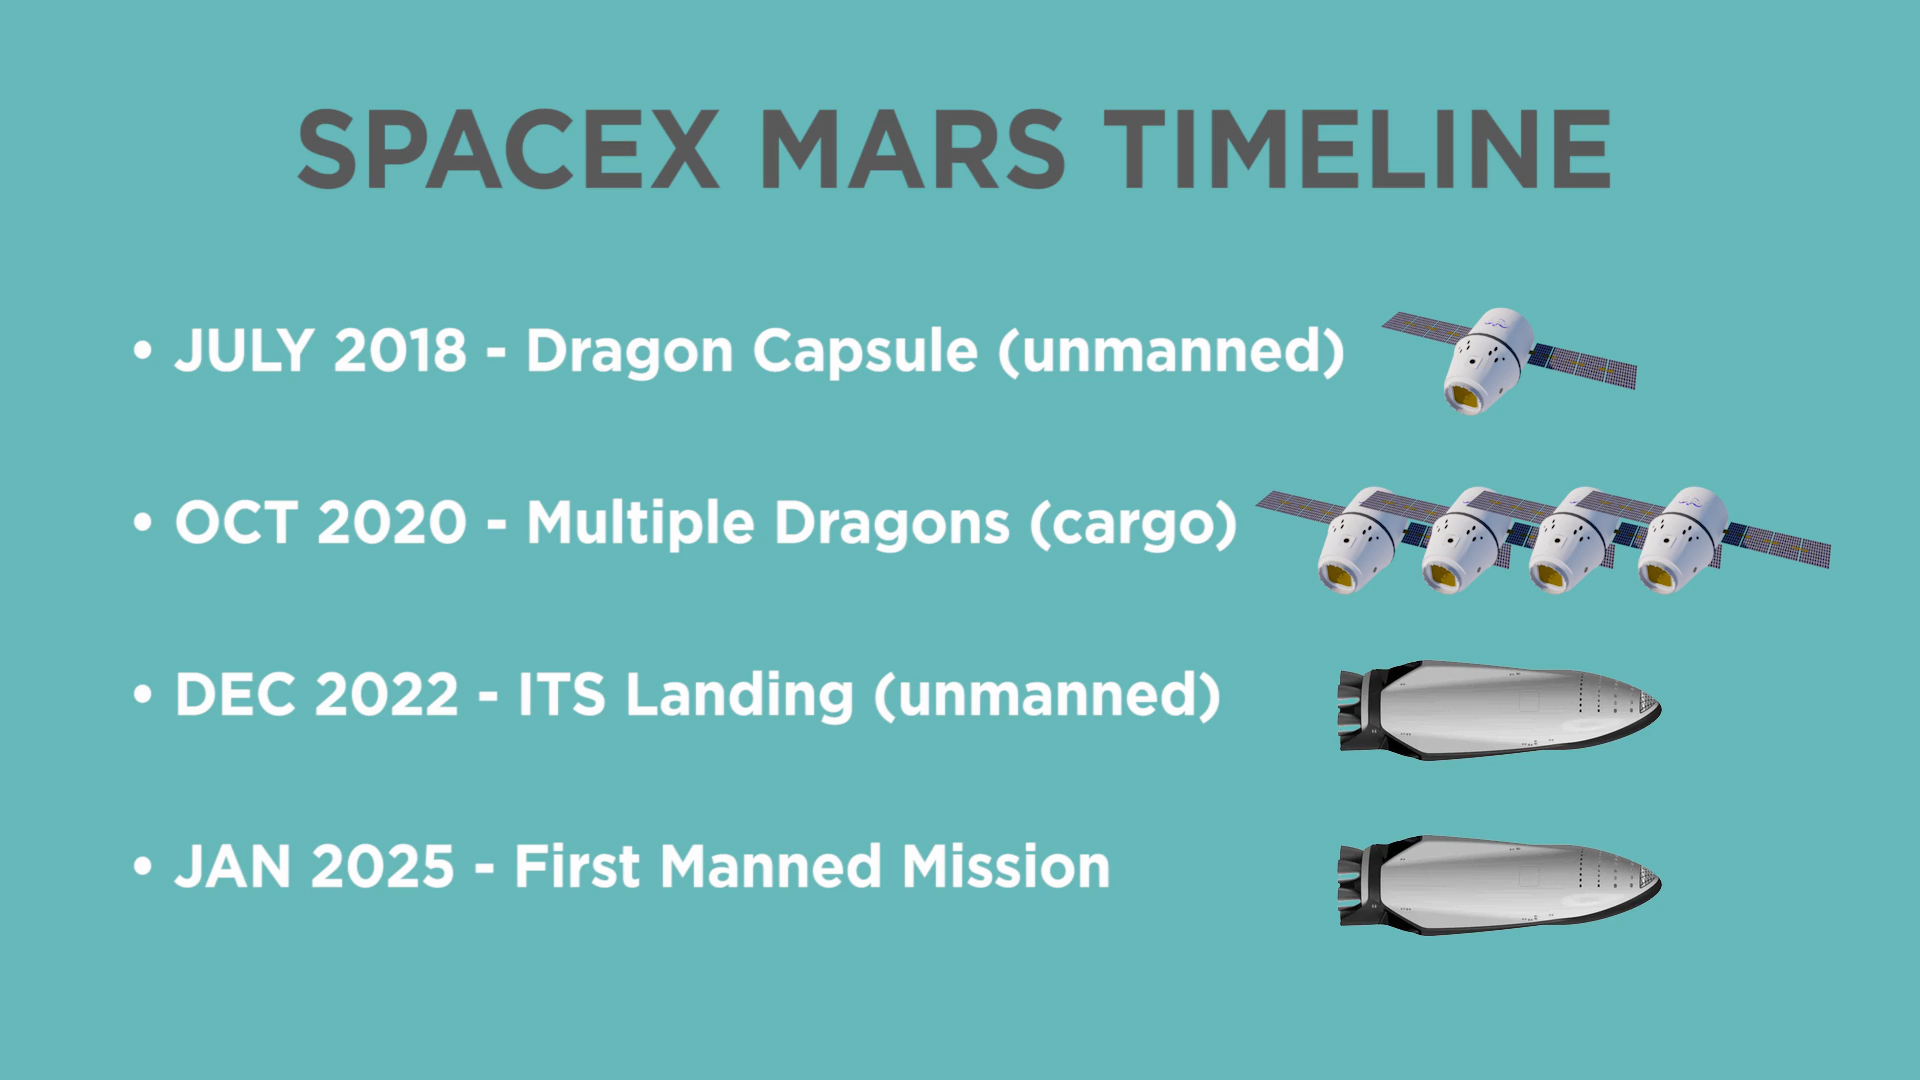 SPACEX MARS TIMELINE
• JULY 2018 - Dragon Capsule (unmanned)
• OCT 2020 - Multiple Dragons (cargo)
• DEC 2022 - ITS Landing (unmanned)
• JAN 2025 - First Manned Mission